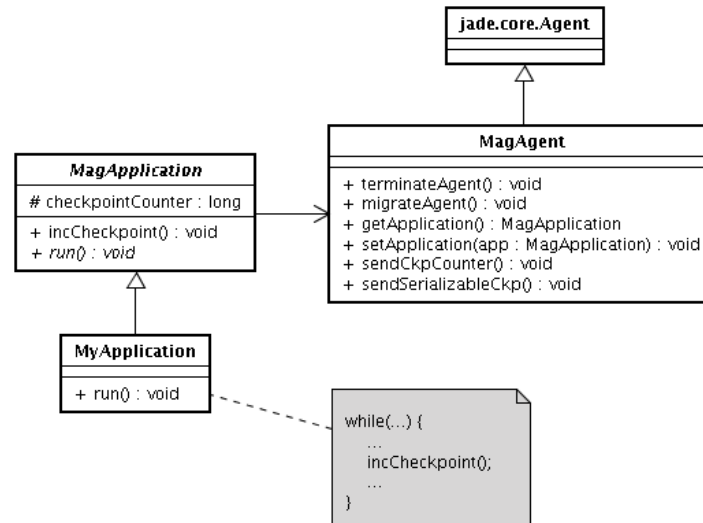 jade.core.Agent
MagAgent
+ terminateAgent() : void
+ migrateAgent() : void
+ getApplication() : MagApplication
+ setApplication(app : MagApplication) : void
+ sendCkpCounter() : void
+ sendSerializableCkp() : void
MagApplication
# checkpointCounter : long
+ incCheckpoint() : void
+ run() : void
MyApplication
+ run() : void
while(...) {
...
incCheckpoint();
...
}